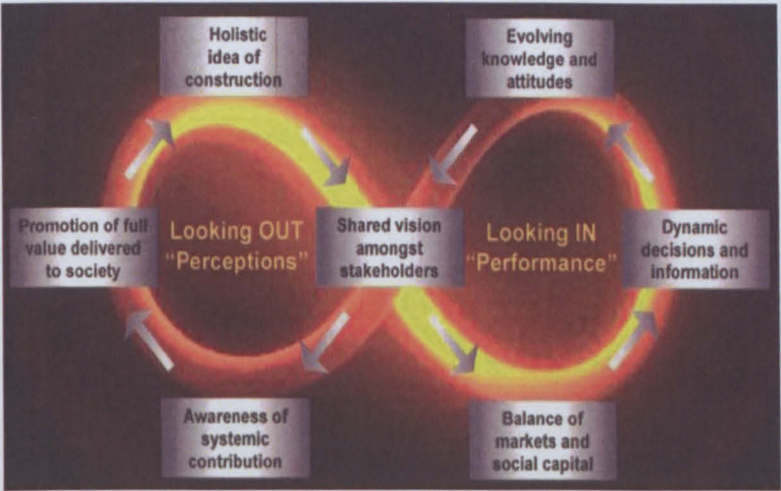 Holistic
idea of
construction
Evolving
knowledge and
attitudes
Promotion of full
value delivered
to society
Looking OUT
“Perceptions”
Shared vision
amongst
stakeholders
Looking IN
“Performance”
Dynamic
decisions and
information
Awareness of
systemic
contribution
Balance of
markets and
social capital